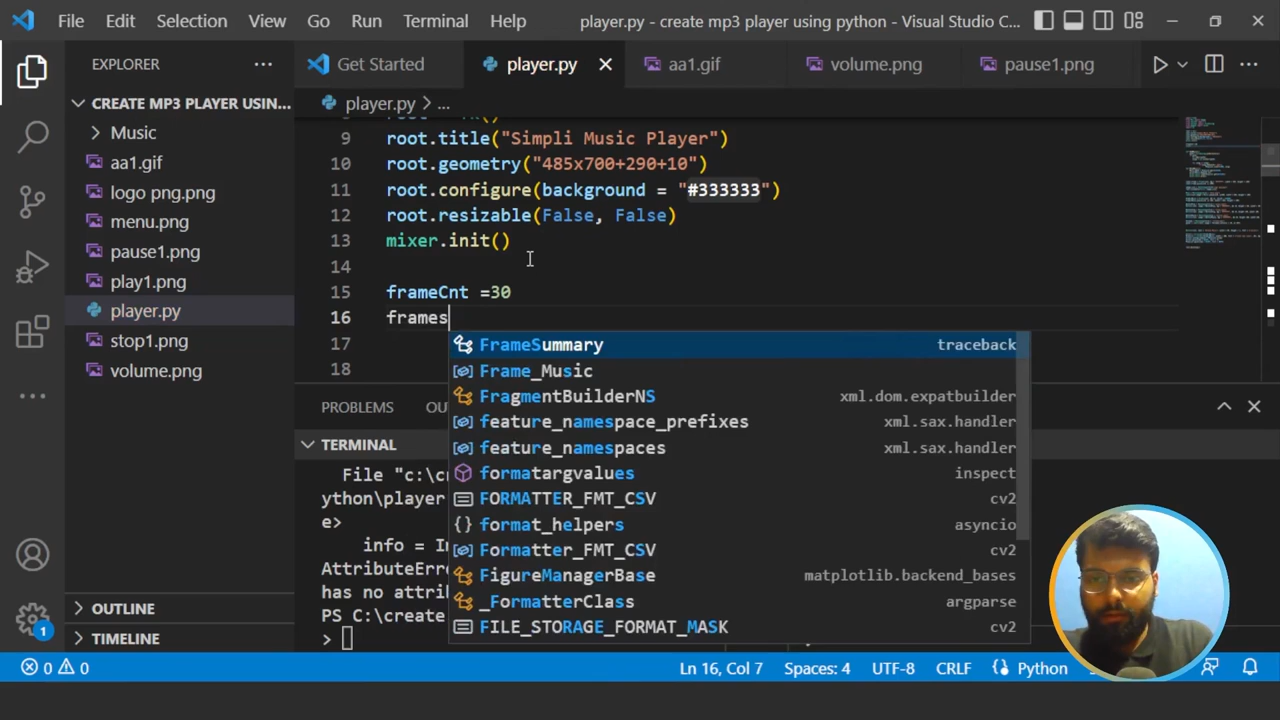 File Edit Selection View Go Run Terminal Help player.py - create mp3 player using python - Visual Studio C...
EXPLORER
Get Started player.py aa1.gif volume.png pause1.png
CREATE MP3 PLAYER USIN...
player.py > ...
Music
aa1.gif
logo png.png
menu.png
pause1.png
play1.png
player.py
stop1.png
volume.png
9 root.title("Simpli Music Player")
10 root.geometry("485x700+290+10")
11 root.configure(background = "#333333")
12 root.resizable(False, False)
13 mixer.init()
14
15 frameCnt =30
16 frames
17
18
FrameSummary traceback
Frame_Music
FragmentBuilderNS xml.dom.expatbuilder
feature_namespace_prefixes xml.sax.handler
feature_namespaces xml.sax.handler
formatargvalues inspect
FORMATTER_FMT_CSV cv2
format_helpers asyncio
Formatter_FMT_CSV cv2
FigureManagerBase matplotlib.backend_bases
_FormatterClass argparse
FILE_STORAGE_FORMAT_MASK cv2
PROBLEMS OU
TERMINAL
File "c:\c
ython\player
e>
info = I
AttributeErr
has no attri
PS C:\create
>
OUTLINE
TIMELINE
1
0 0 Ln 16, Col 7 Spaces: 4 UTF-8 CRLF Python